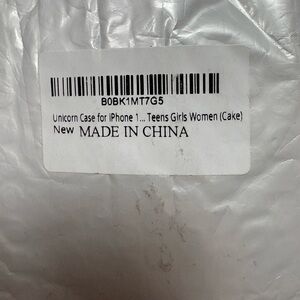 B0BK1MT7G5
Unicorn Case for iPhone 1... Teens Girls Women (Cake)
New MADE IN CHINA